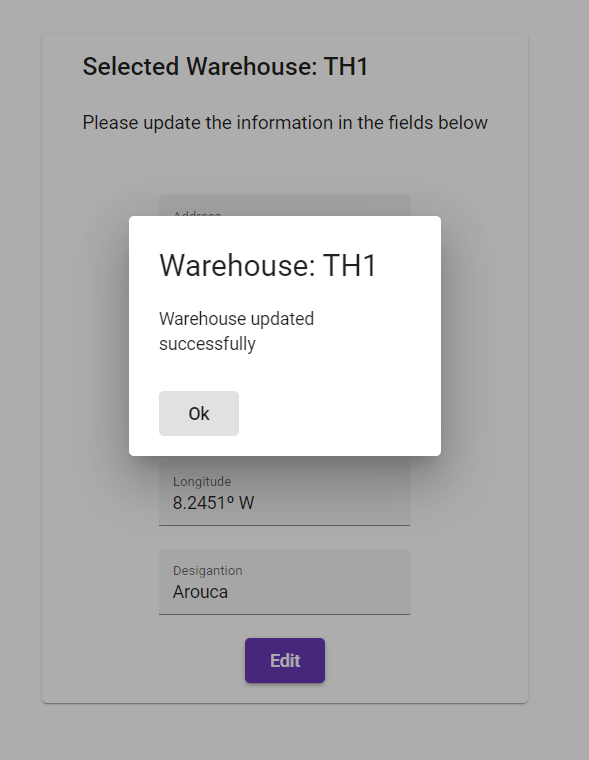 Selected Warehouse: TH1
Please update the information in the fields below
Address
Warehouse: TH1
Warehouse updated
successfully
Ok
Longitude
8.2451º W
Desigantion
Arouca
Edit